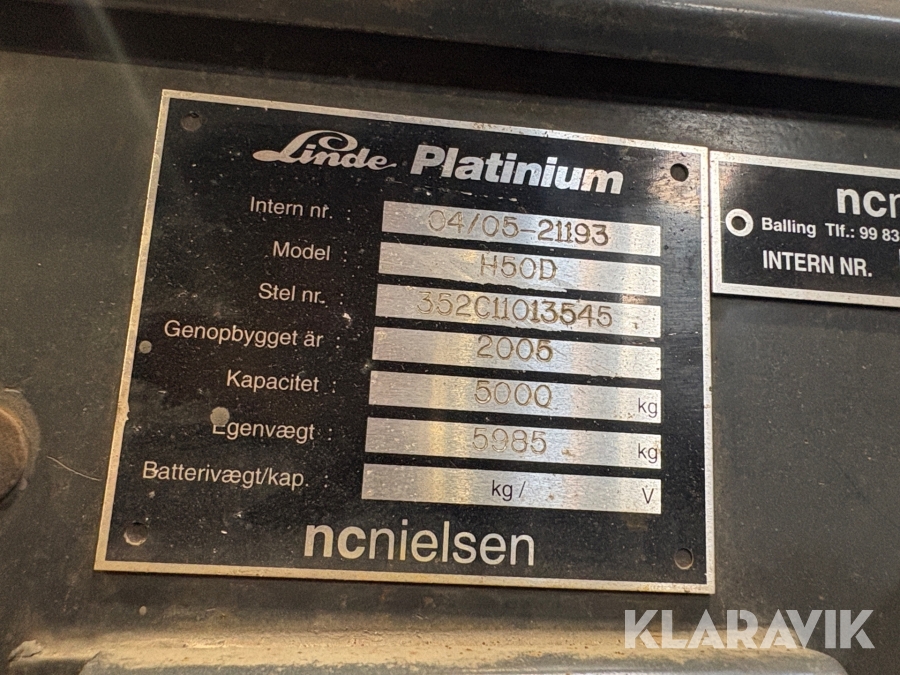 Linde Platinium
Intern nr. : 04/05-21193
Model : H50D
Stel nr. : 352C11013545
Genopbygget år : 2005
Kapacitet : 5000 kg
Egenvægt : 5985 kg
Batterivægt/kap. : kg/ V
ncnielsen
Balling Tlf.: 99 83
INTERN NR.
KLARAVIK